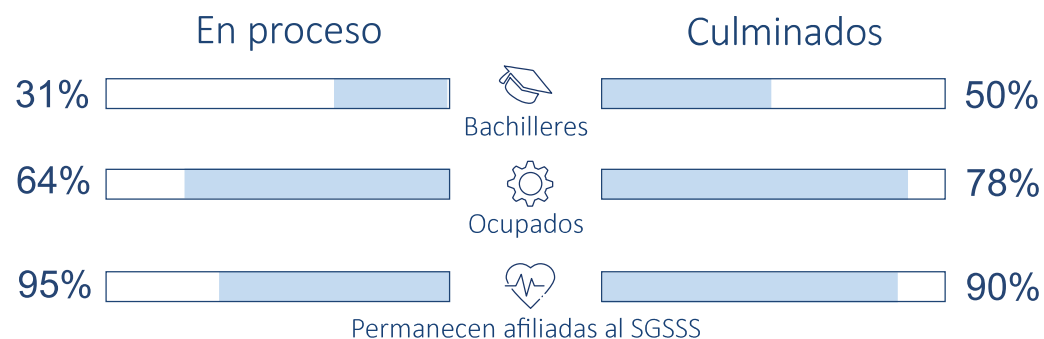 En proceso Culminados
31% 50%
Bachilleres
64% 78%
Ocupados
95% 90%
Permanecen afiliadas al SGSSS